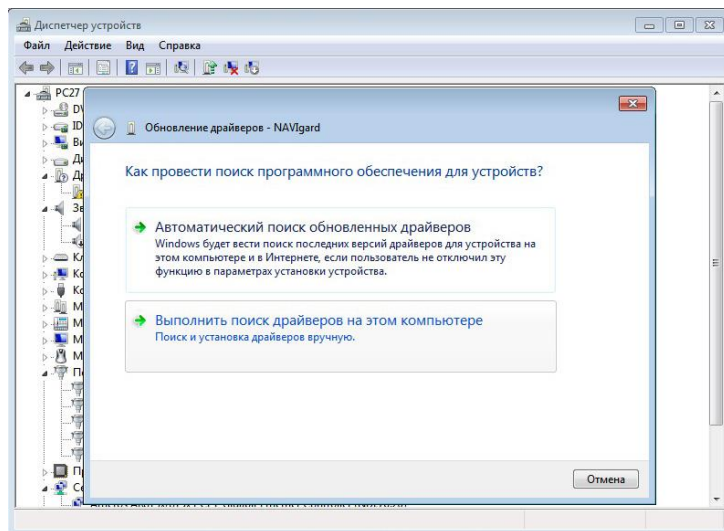 Диспетчер устройств
Файл Действие Вид Справка
PC27
Обновление драйверов - NAVIgard
Как провести поиск программного обеспечения для устройств?
Автоматический поиск обновленных драйверов
Windows будет вести поиск последних версий драйверов для устройства на
этом компьютере и в Интернете, если пользователь не отключил эту
функцию в параметрах установки устройства.
Выполнить поиск драйверов на этом компьютере
Поиск и установка драйверов вручную.
Отмена